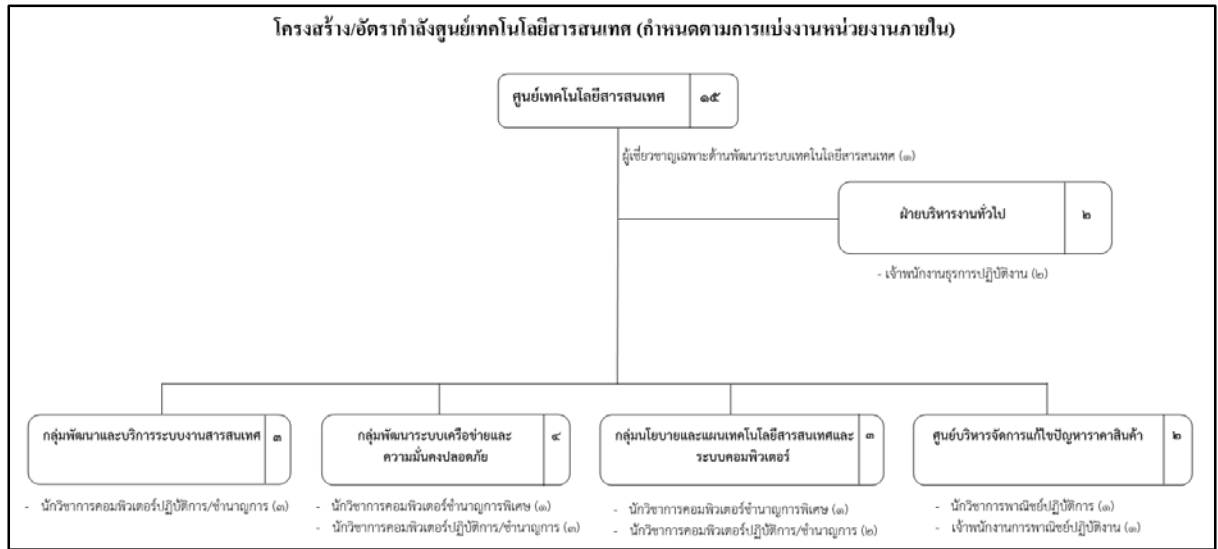 โครงสร้าง/อัตรากำลังศูนย์เทคโนโลยีสารสนเทศ (กำหนดตามการแบ่งงานหน่วยงานภายใน)
ศูนย์เทคโนโลยีสารสนเทศ ๑๕
ผู้เชี่ยวชาญเฉพาะด้านพัฒนาระบบเทคโนโลยีสารสนเทศ (๑)
ฝ่ายบริหารงานทั่วไป ๒
- เจ้าพนักงานธุรการปฏิบัติงาน (๒)
กลุ่มพัฒนาและบริการระบบงานสารสนเทศ ๓
- นักวิชาการคอมพิวเตอร์ปฏิบัติการ/ชำนาญการ (๓)
กลุ่มพัฒนาระบบเครือข่ายและ ๔
ความมั่นคงปลอดภัย
- นักวิชาการคอมพิวเตอร์ชำนาญการพิเศษ (๑)
- นักวิชาการคอมพิวเตอร์ปฏิบัติการ/ชำนาญการ (๓)
กลุ่มนโยบายและแผนเทคโนโลยีสารสนเทศและ ๓
ระบบคอมพิวเตอร์
- นักวิชาการคอมพิวเตอร์ชำนาญการพิเศษ (๑)
- นักวิชาการคอมพิวเตอร์ปฏิบัติการ/ชำนาญการ (๒)
ศูนย์บริหารจัดการแก้ไขปัญหาราคาสินค้า ๒
- นักวิชาการพาณิชย์ปฏิบัติการ (๑)
- เจ้าพนักงานการพาณิชย์ปฏิบัติงาน (๑)